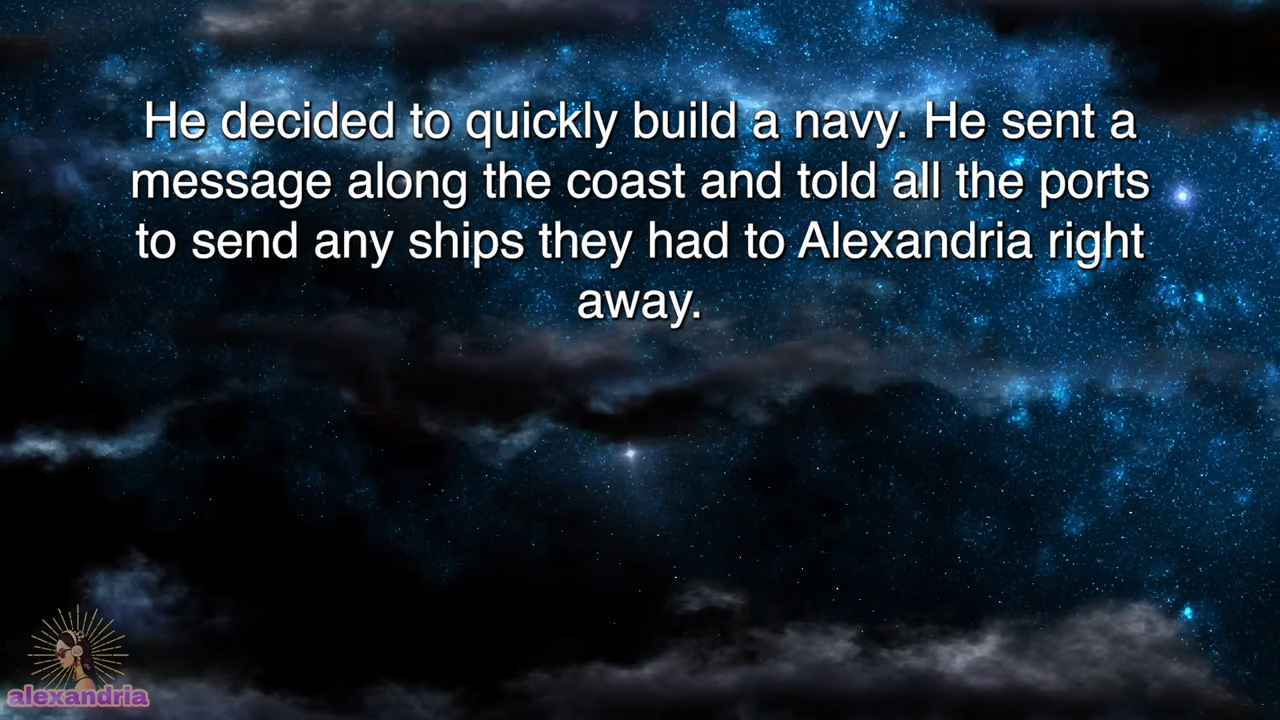 He decided to quickly build a navy. He sent a
message along the coast and told all the ports
to send any ships they had to Alexandria right
away.
alexandria